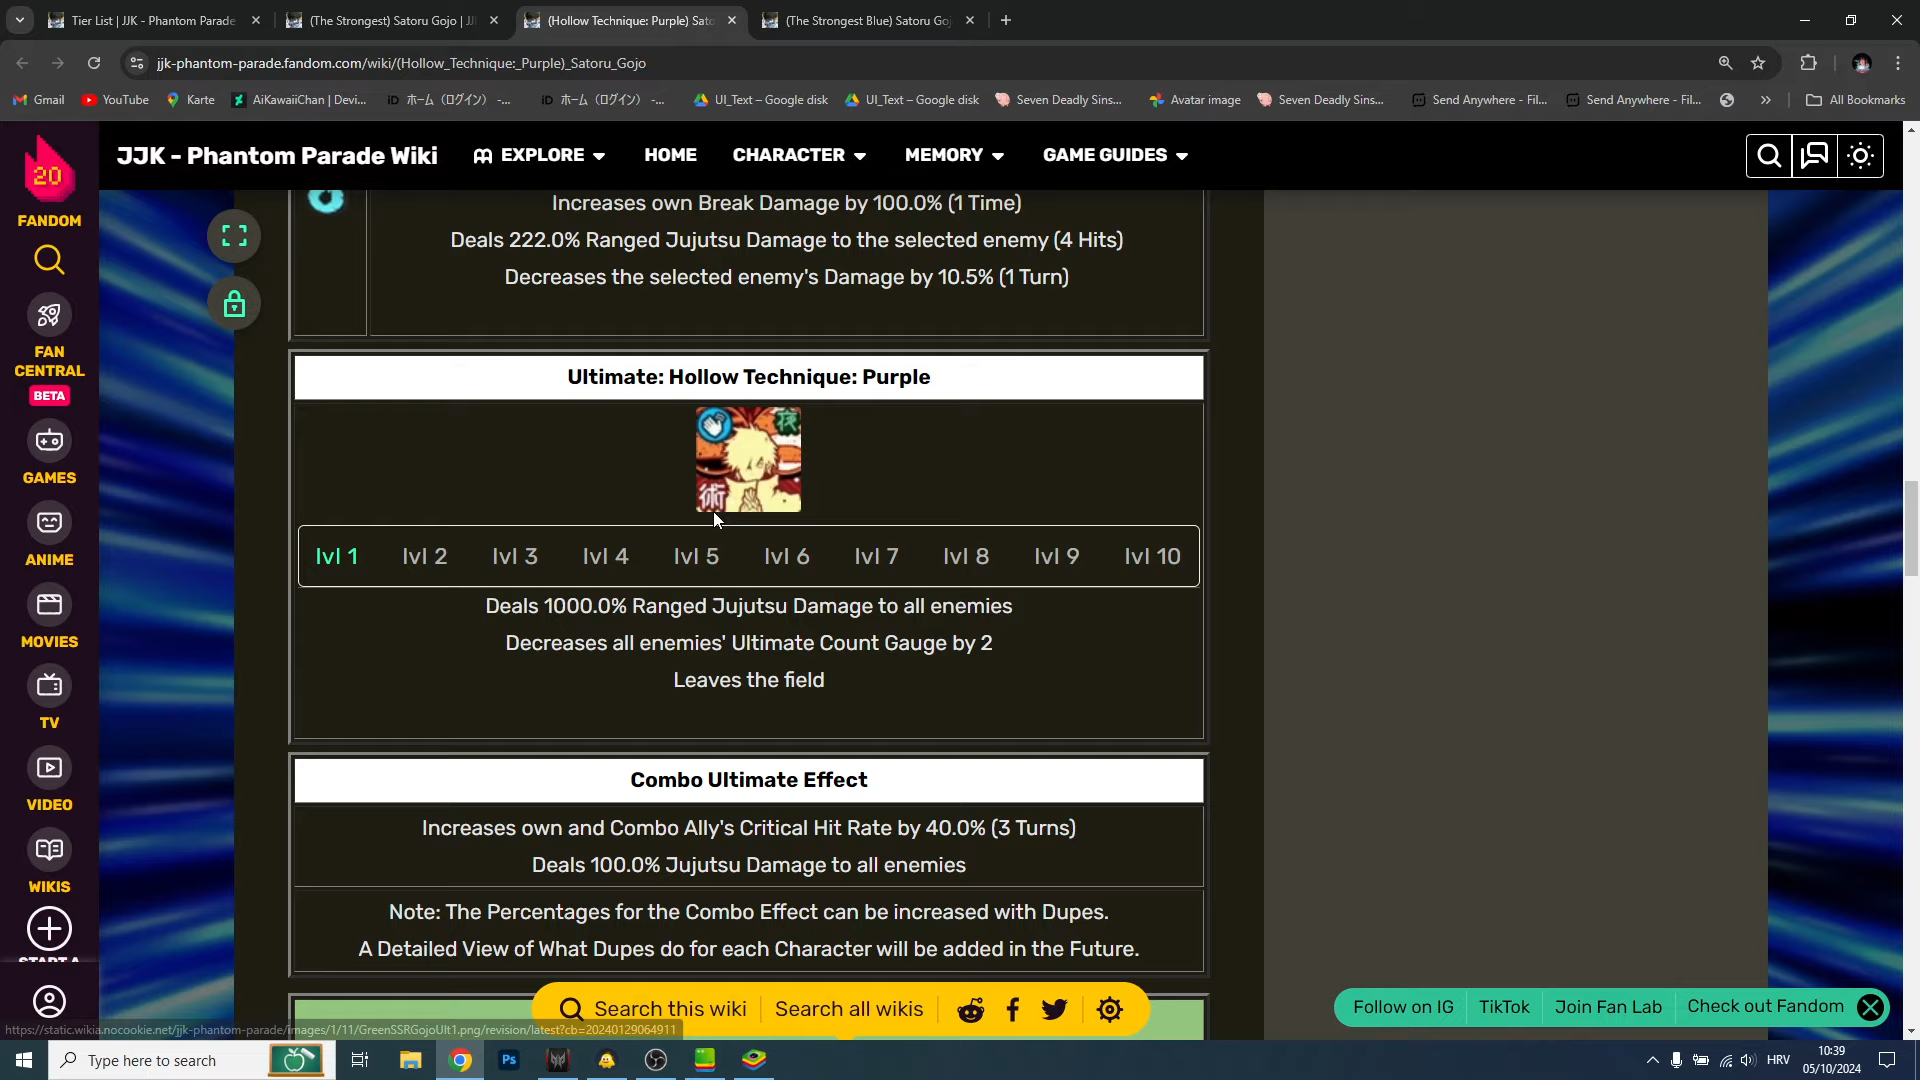 Tier List | JJK - Phantom Parade
(The Strongest) Satoru Gojo | JJ
(Hollow Technique: Purple) Sato
(The Strongest Blue) Satoru Go
jjk-phantom-parade.fandom.com/wiki/(Hollow_Technique:_Purple)_Satoru_Gojo
Gmail
YouTube
Karte
AiKawaiiChan | Devi...
iD ホーム（ログイン） -...
iD ホーム（ログイン） -...
UI_Text – Google disk
UI_Text – Google disk
Seven Deadly Sins...
Avatar image
Seven Deadly Sins...
Send Anywhere - Fil...
Send Anywhere - Fil...
All Bookmarks
JJK - Phantom Parade Wiki
EXPLORE
HOME
CHARACTER
MEMORY
GAME GUIDES
20
FANDOM
FAN
CENTRAL
BETA
GAMES
ANIME
MOVIES
TV
VIDEO
WIKIS
START A
Increases own Break Damage by 100.0% (1 Time)
Deals 222.0% Ranged Jujutsu Damage to the selected enemy (4 Hits)
Decreases the selected enemy's Damage by 10.5% (1 Turn)
Ultimate: Hollow Technique: Purple
夜
術
lvl 1
lvl 2
lvl 3
lvl 4
lvl 5
lvl 6
lvl 7
lvl 8
lvl 9
lvl 10
Deals 1000.0% Ranged Jujutsu Damage to all enemies
Decreases all enemies' Ultimate Count Gauge by 2
Leaves the field
Combo Ultimate Effect
Increases own and Combo Ally's Critical Hit Rate by 40.0% (3 Turns)
Deals 100.0% Jujutsu Damage to all enemies
Note: The Percentages for the Combo Effect can be increased with Dupes.
A Detailed View of What Dupes do for each Character will be added in the Future.
Search this wiki
Search all wikis
Follow on IG
TikTok
Join Fan Lab
Check out Fandom
https://static.wikia.nocookie.net/jjk-phantom-parade/images/1/11/GreenSSRGojoUlt1.png/revision/latest?cb=20240129064911
Type here to search
Ps
HRV
10:39
05/10/2024